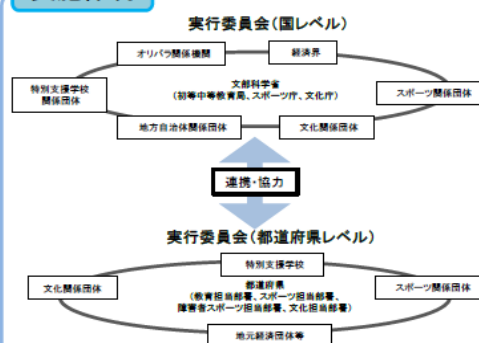 実行委員会(国レベル)
オリパラ関係機関
経済界
特別支援学校
関係団体
文部科学省
(初等中等教育局、スポーツ庁、文化庁)
スポーツ関係団体
地方自治体関係団体
文化関係団体
連携・協力
実行委員会(都道府県レベル)
特別支援学校
文化関係団体
都道府県
(教育担当部署、スポーツ担当部署、
障害者スポーツ担当部署、文化担当部署)
スポーツ関係団体
地元経済団体等